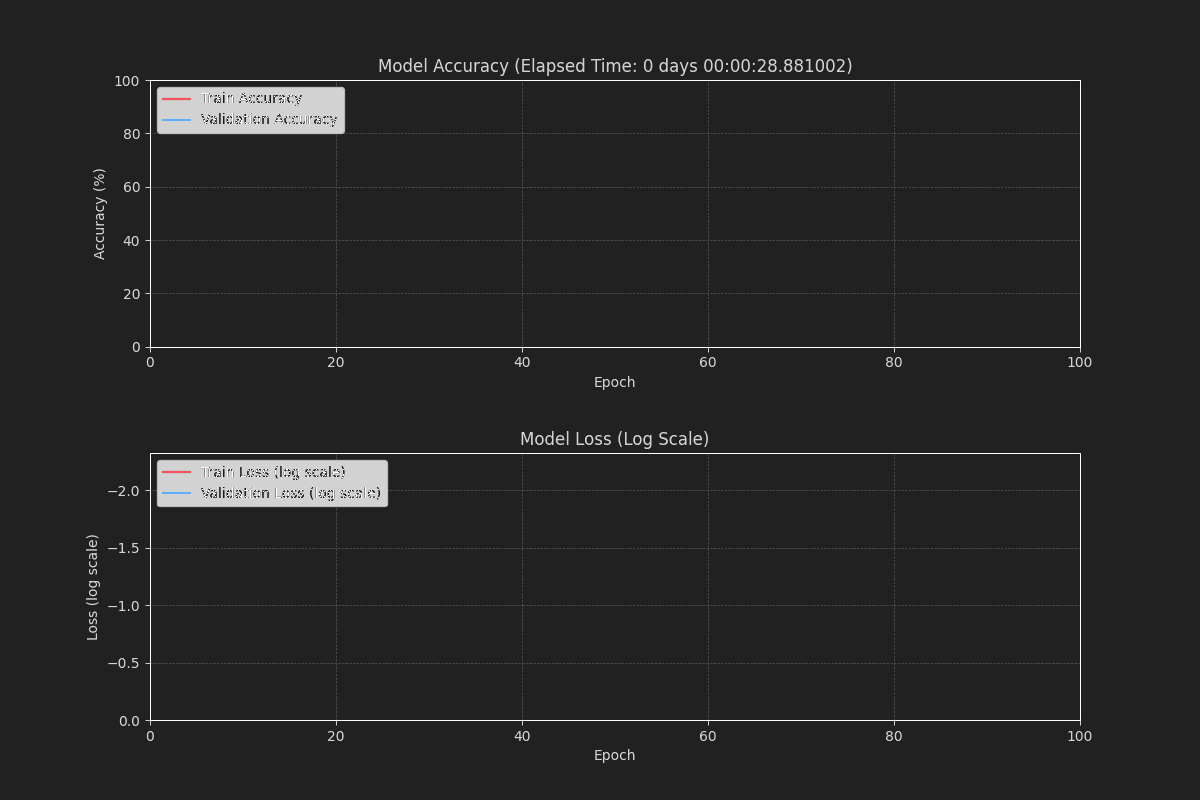 Model Accuracy (Elapsed Time: 0 days 00:00:28.881002)
100
80
60
40
20
0
Accuracy (%)
Train Accuracy
Validation Accuracy
0 20 40 60 80 100
Epoch
Model Loss (Log Scale)
−2.0
−1.5
−1.0
−0.5
0.0
Loss (log scale)
Train Loss (log scale)
Validation Loss (log scale)
0 20 40 60 80 100
Epoch